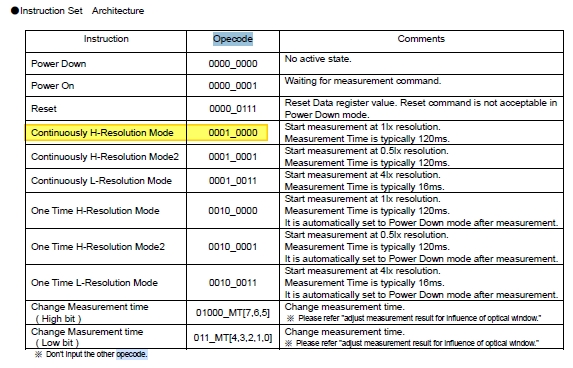 ●Instruction Set Architecture
Instruction Opecode Comments
Power Down 0000_0000 No active state.
Power On 0000_0001 Waiting for measurement command.
Reset 0000_0111 Reset Data register value. Reset command is not acceptable in
Power Down mode.
Continuously H-Resolution Mode 0001_0000 Start measurement at 1lx resolution.
Measurement Time is typically 120ms.
Continuously H-Resolution Mode2 0001_0001 Start measurement at 0.5lx resolution.
Measurement Time is typically 120ms.
Continuously L-Resolution Mode 0001_0011 Start measurement at 4lx resolution.
Measurement Time is typically 16ms.
One Time H-Resolution Mode 0010_0000 Start measurement at 1lx resolution.
Measurement Time is typically 120ms.
It is automatically set to Power Down mode after measurement.
One Time H-Resolution Mode2 0010_0001 Start measurement at 0.5lx resolution.
Measurement Time is typically 120ms.
It is automatically set to Power Down mode after measurement.
One Time L-Resolution Mode 0010_0011 Start measurement at 4lx resolution.
Measurement Time is typically 16ms.
It is automatically set to Power Down mode after measurement.
Change Measurement time
( High bit ) 01000_MT[7,6,5] Change measurement time.
※ Please refer "adjust measurement result for influence of optical window."
Change Masurement time
( Low bit ) 011_MT[4,3,2,1,0] Change measurement time.
※ Please refer "adjust measurement result for influence of optical window."
※ Don't input the other opecode.